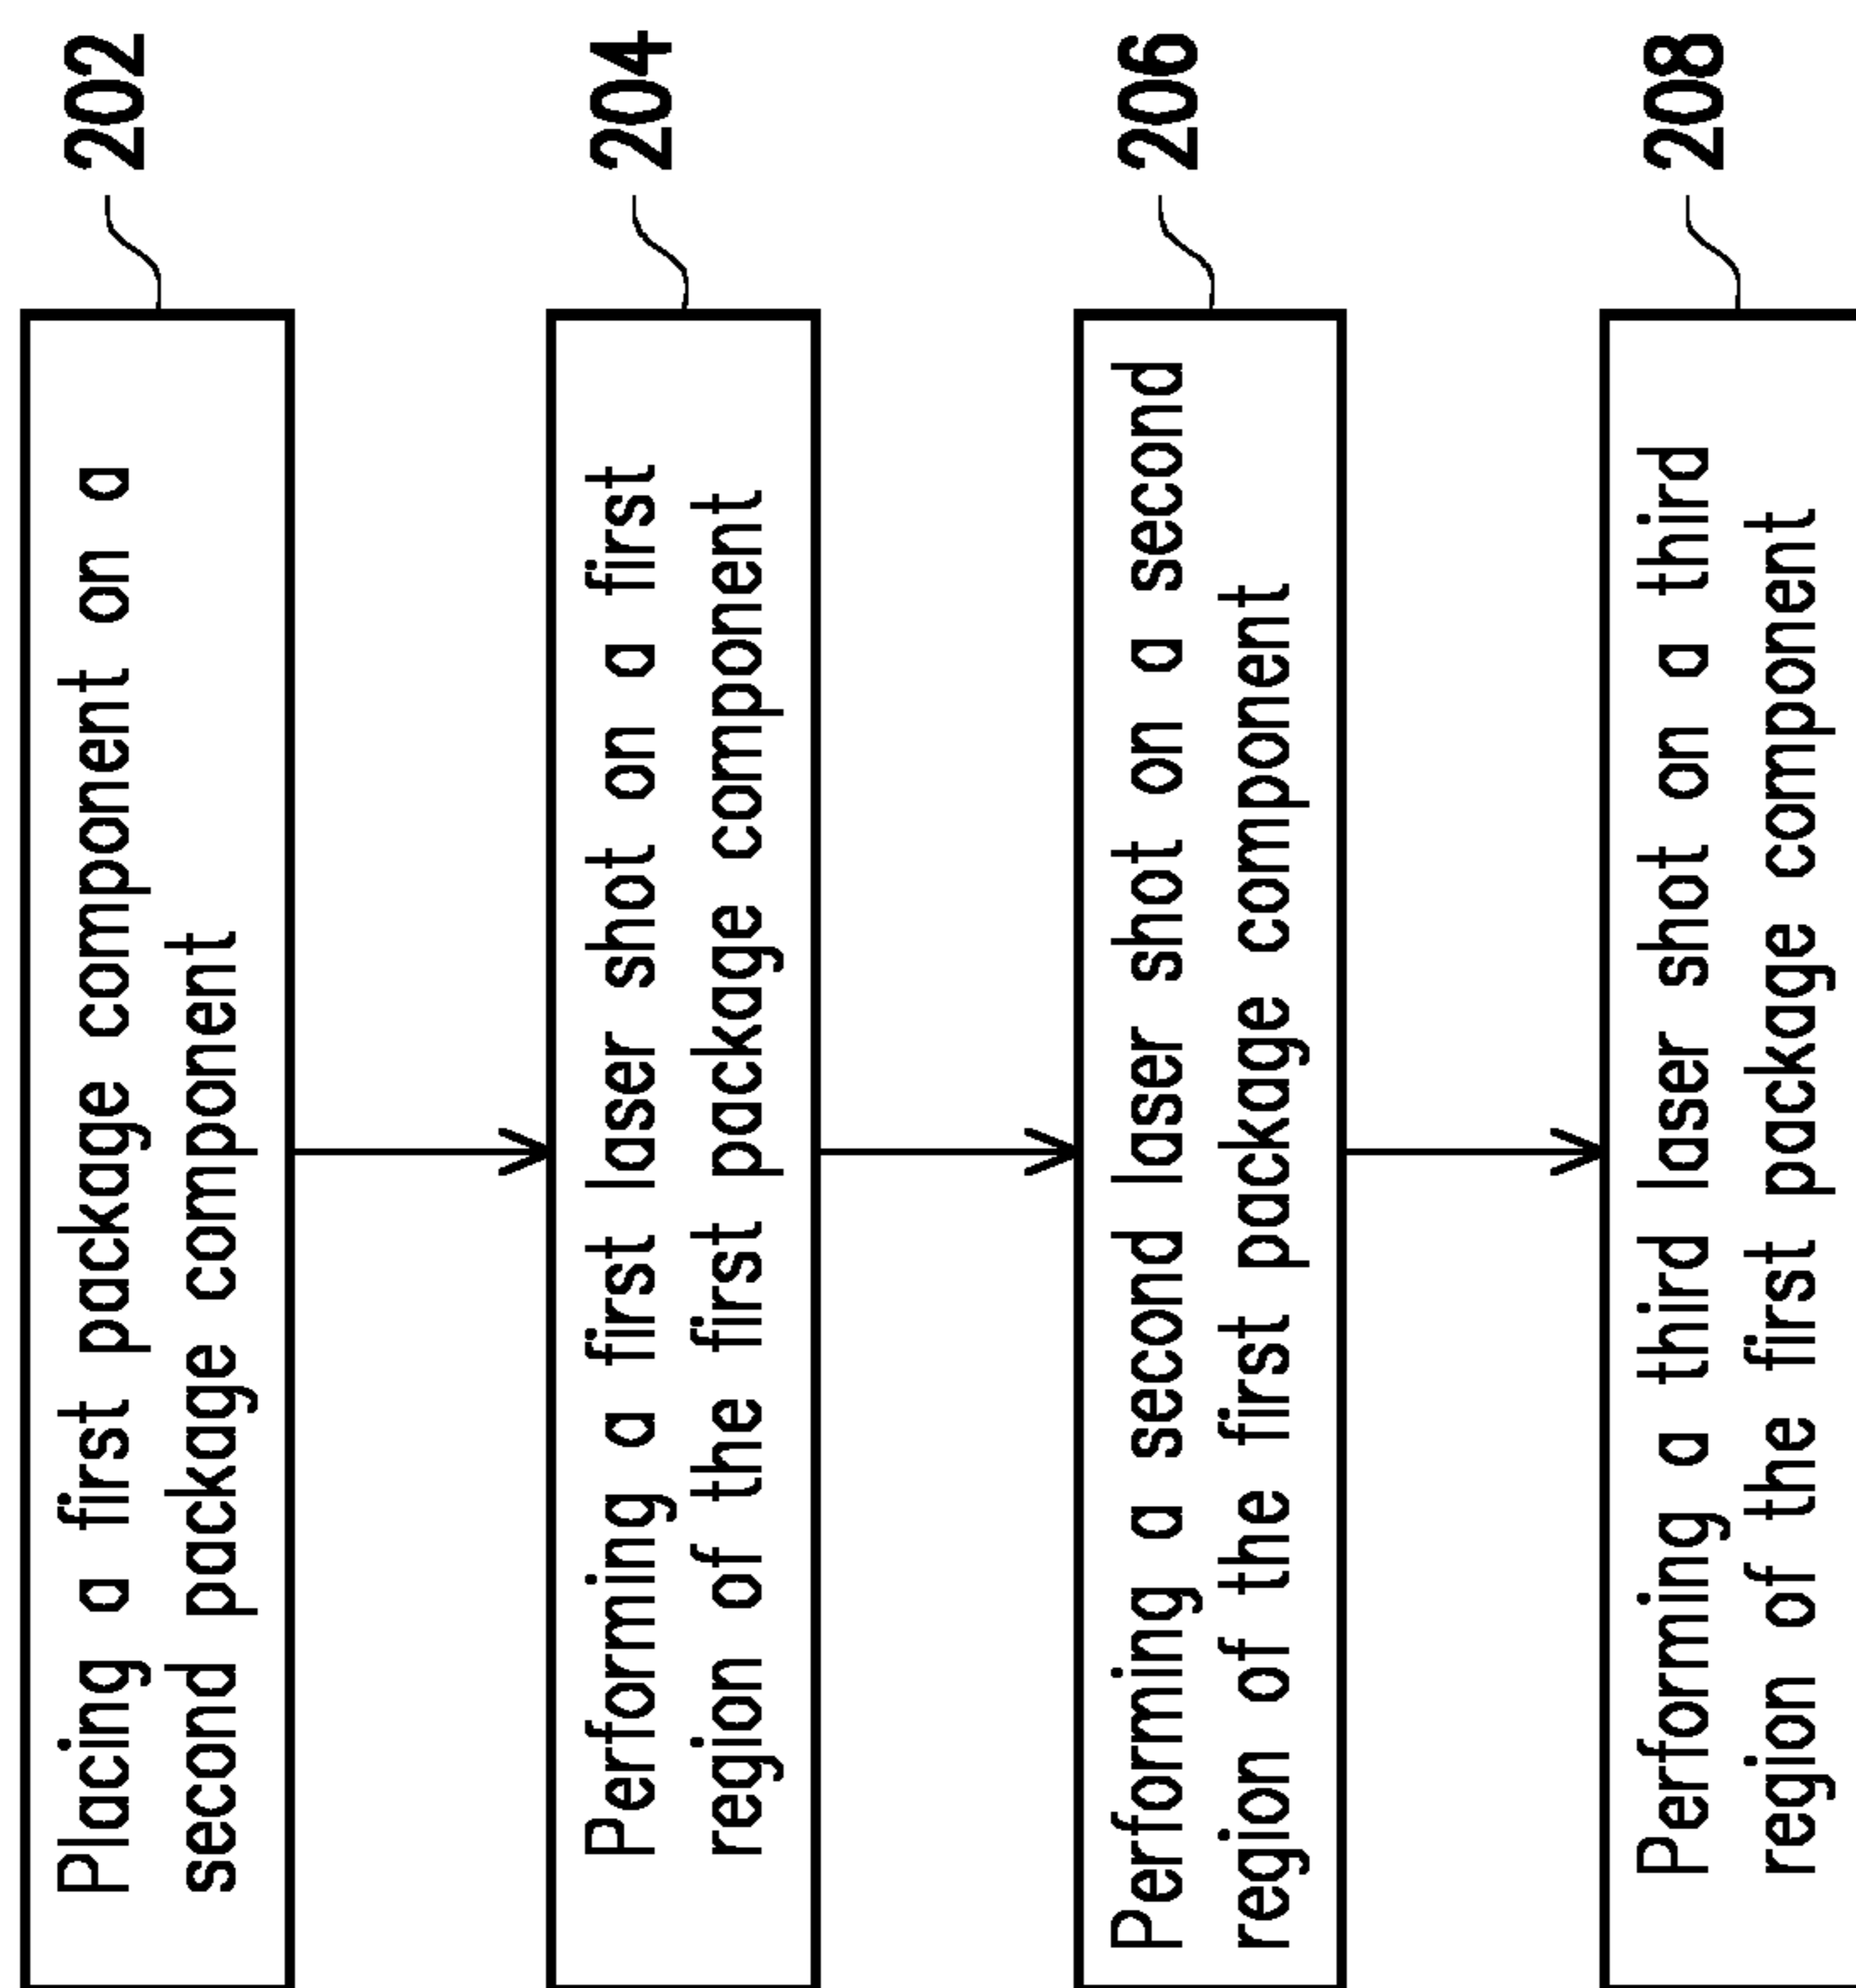 Placing a first package component on a
second package component
202
Performing a first laser shot on a first
region of the first package component
204
Performing a second laser shot on a second
region of the first package component
206
Performing a third laser shot on a third
region of the first package component
208